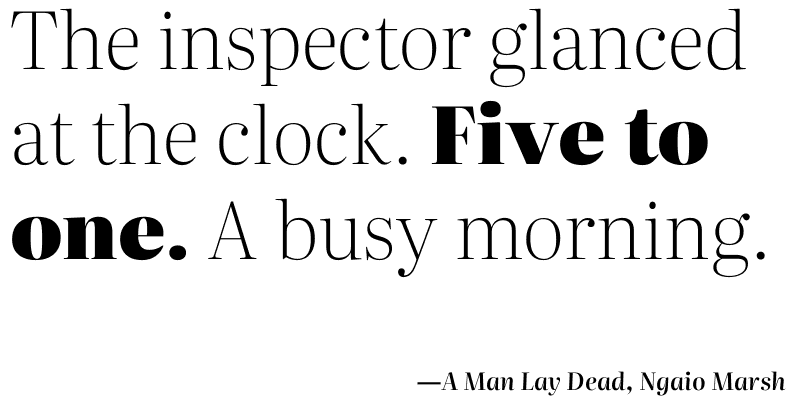 The inspector glanced
at the clock. Five to
one. A busy morning.
—A Man Lay Dead, Ngaio Marsh